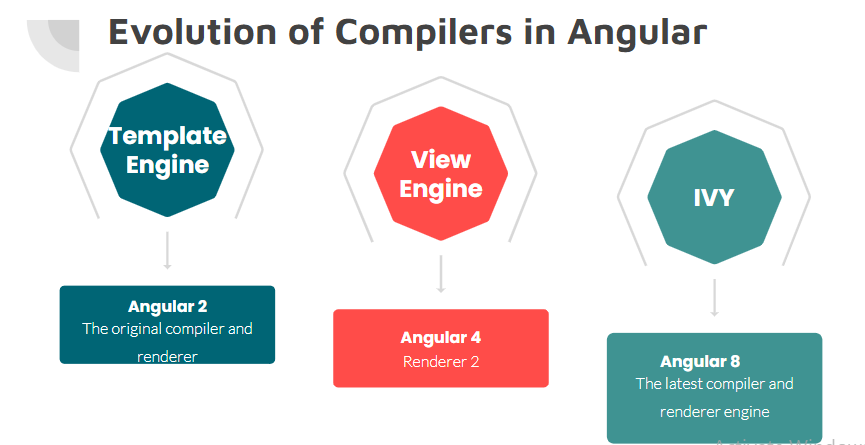 Evolution of Compilers in Angular
Template
Engine
Angular 2
The original compiler and
renderer
View
Engine
Angular 4
Renderer 2
IVY
Angular 8
The latest compiler and
renderer engine